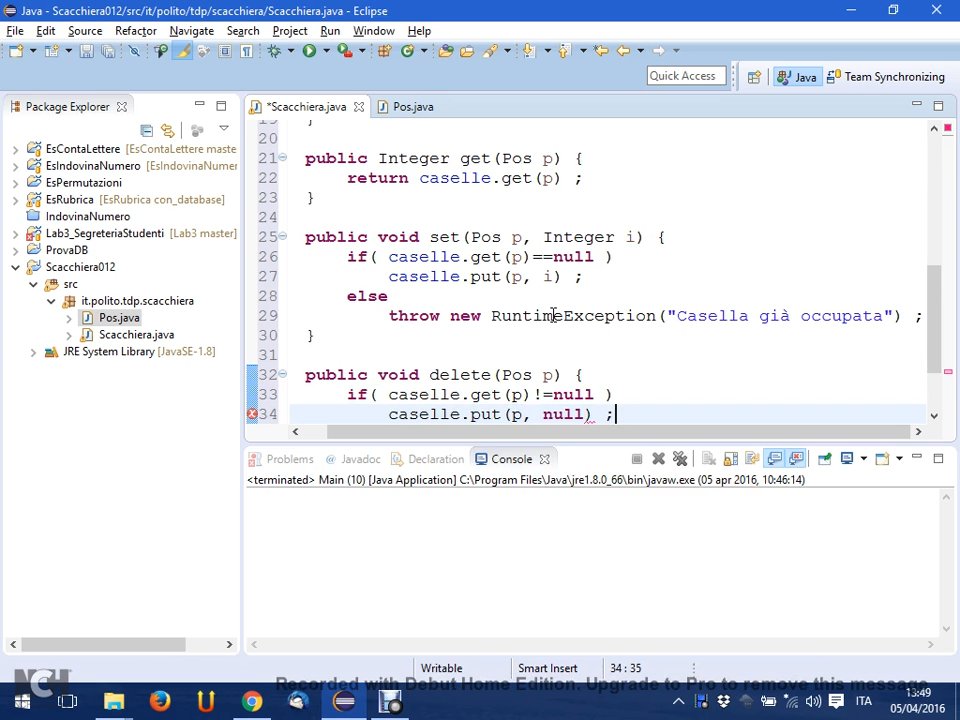 Java - Scacchiera012/src/it/polito/tdp/scacchiera/Scacchiera.java - Eclipse
File Edit Source Refactor Navigate Search Project Run Window Help
Quick Access
Java
Team Synchronizing
Package Explorer
EsContaLettere [EsContaLettere maste
EsIndovinaNumero [EsIndovinaNumer
EsPermutazioni
EsRubrica [EsRubrica con_database]
IndovinaNumero
Lab3_SegreteriaStudenti [Lab3 master]
ProvaDB
Scacchiera012
src
it.polito.tdp.scacchiera
Pos.java
Scacchiera.java
JRE System Library [JavaSE-1.8]
*Scacchiera.java
Pos.java
19 }
20
21 public Integer get(Pos p) {
22 return caselle.get(p) ;
23 }
24
25 public void set(Pos p, Integer i) {
26 if( caselle.get(p)==null )
27 caselle.put(p, i) ;
28 else
29 throw new RuntimeException("Casella già occupata") ;
30 }
31
32 public void delete(Pos p) {
33 if( caselle.get(p)!=null )
34 caselle.put(p, null) ;
Problems Javadoc Declaration Console
<terminated> Main (10) [Java Application] C:\Program Files\Java\jre1.8.0_66\bin\javaw.exe (05 apr 2016, 10:46:14)
Writable Smart Insert 34 : 35
NCH
Recorded with Debut Home Edition. Upgrade to Pro to remove this message
ITA
13:49
05/04/2016